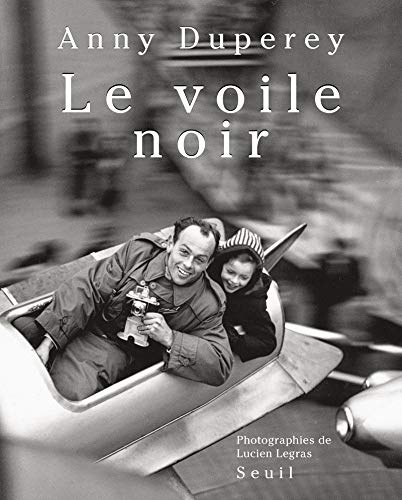 Anny Duperey
Le voile
noir
Photographies de
Lucien Legras
Seuil